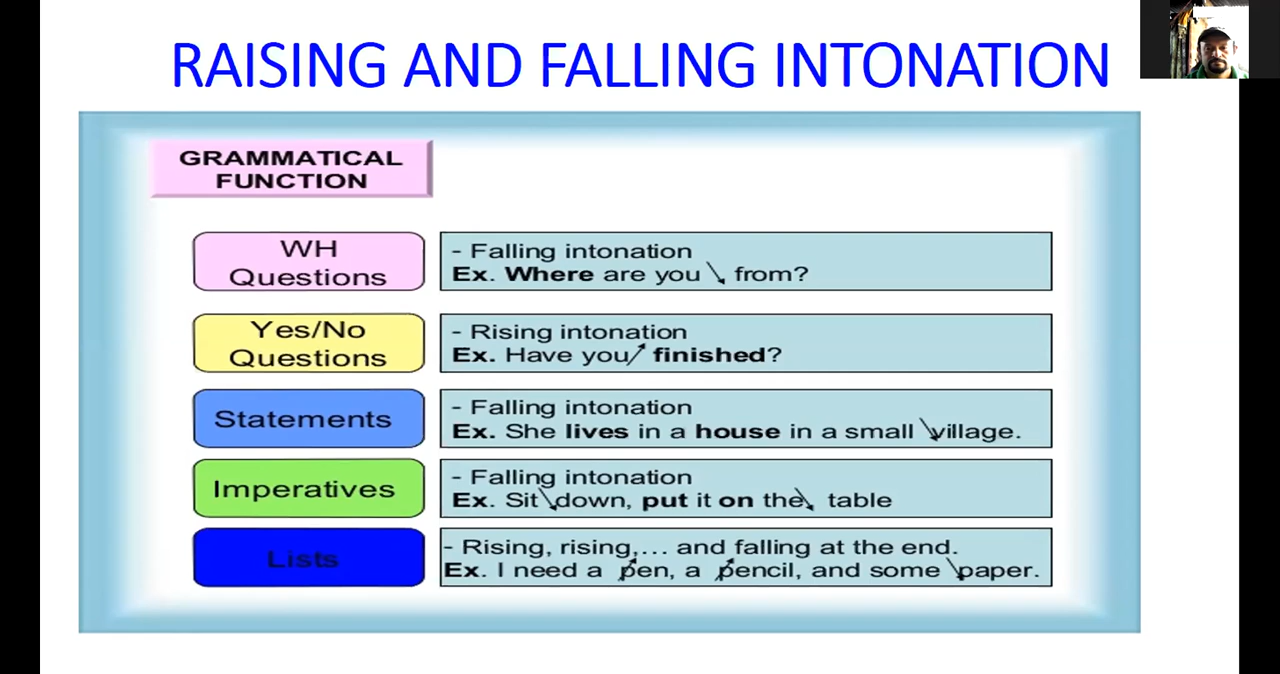 RAISING AND FALLING INTONATION
GRAMMATICAL
FUNCTION
WH
Questions
- Falling intonation
Ex. Where are you from?
Yes/No
Questions
- Rising intonation
Ex. Have you finished?
Statements
- Falling intonation
Ex. She lives in a house in a small village.
Imperatives
- Falling intonation
Ex. Sit down, put it on the table
Lists
- Rising, rising,... and falling at the end.
Ex. I need a pen, a pencil, and some paper.